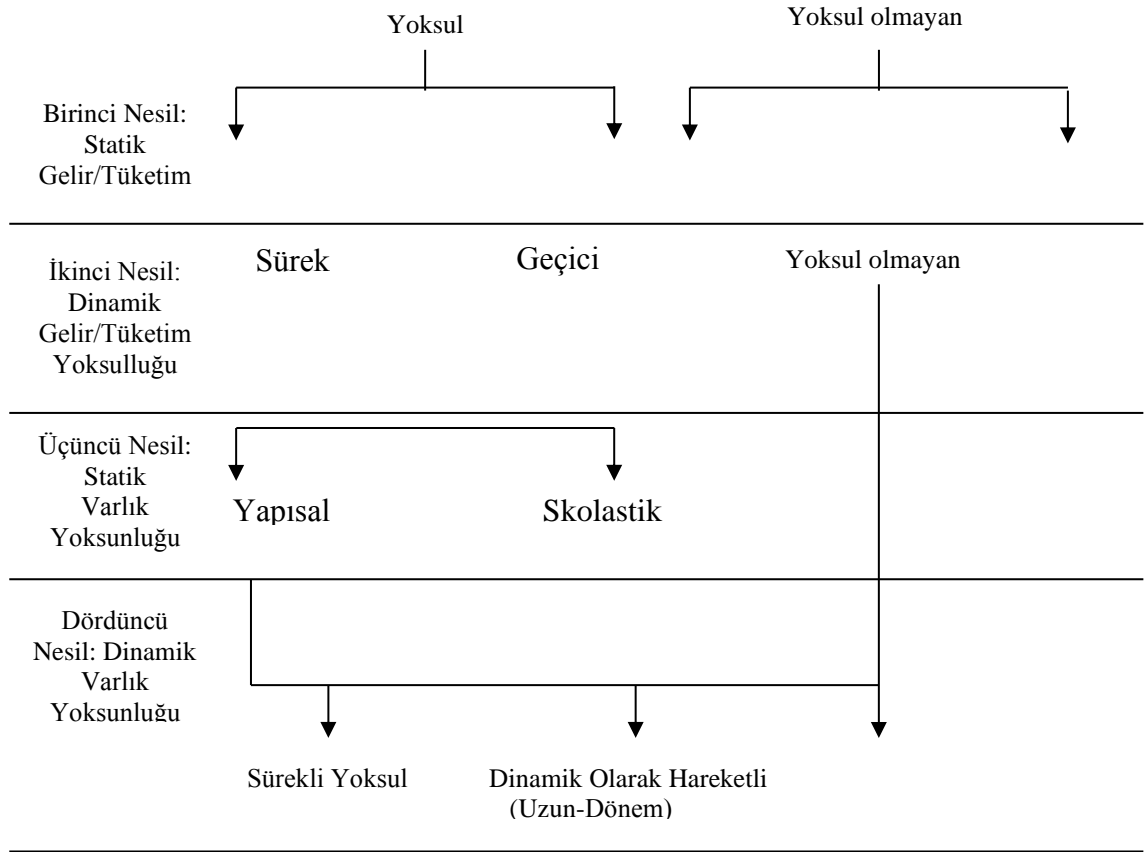 Yoksul
Yoksul olmayan
Birinci Nesil:
Statik
Gelir/Tüketim
İkinci Nesil:
Dinamik
Gelir/Tüketim
Yoksulluğu
Sürek
Geçici
Yoksul olmayan
Üçüncü Nesil:
Statik
Varlık
Yoksunluğu
Yapısal
Skolastik
Dördüncü
Nesil: Dinamik
Varlık
Yoksunluğu
Sürekli Yoksul
Dinamik Olarak Hareketli
(Uzun-Dönem)